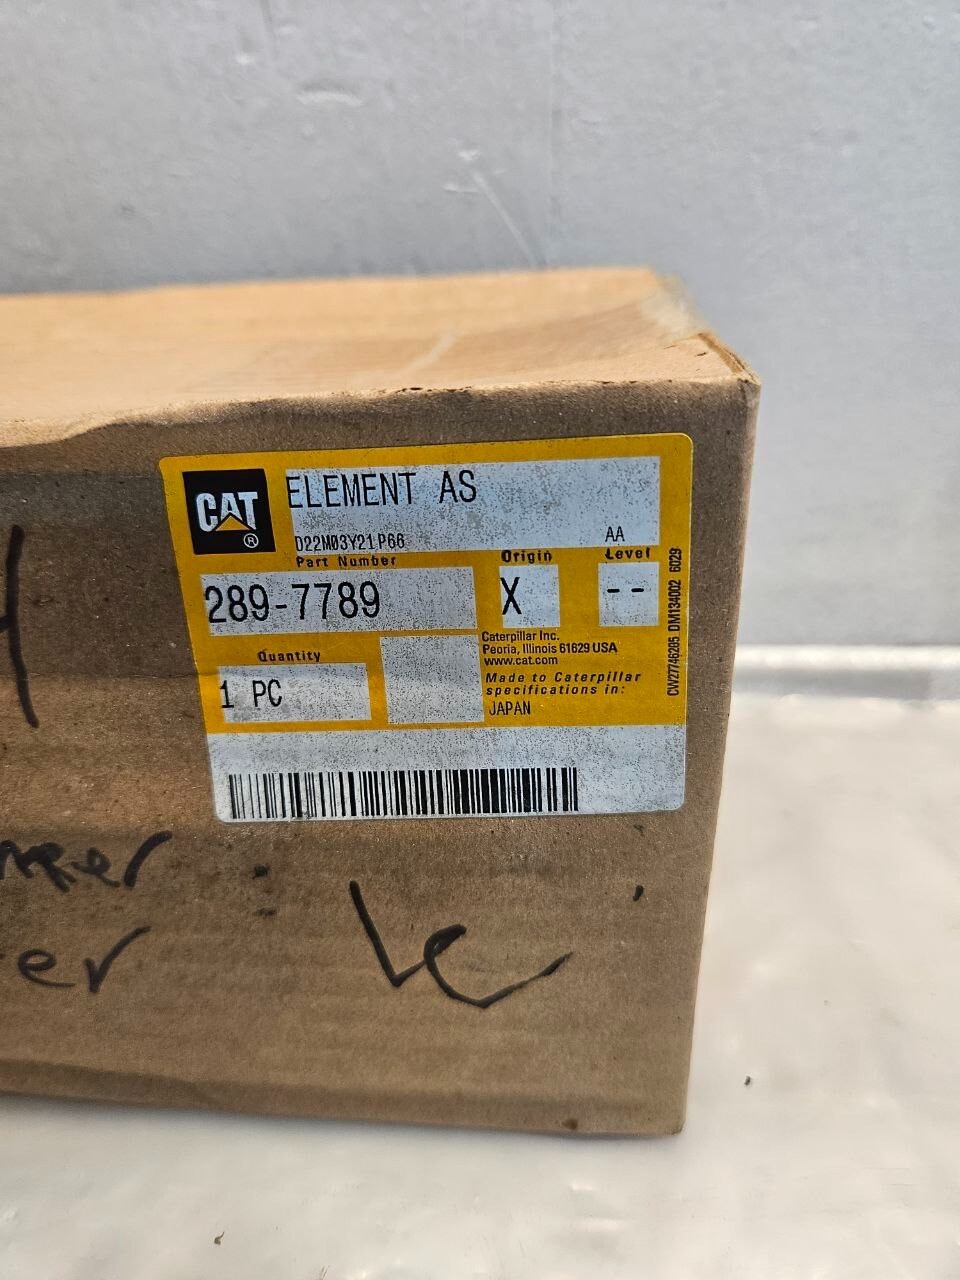 CAT
®
ELEMENT AS
D22M03Y21P66
AA
Part Number
Origin
Level
289-7789
X
--
Caterpillar Inc.
Peoria, Illinois 61629 USA
www.cat.com
Quantity
1 PC
Made to Caterpillar
specifications in:
JAPAN
CW27746285 DM134002 6029